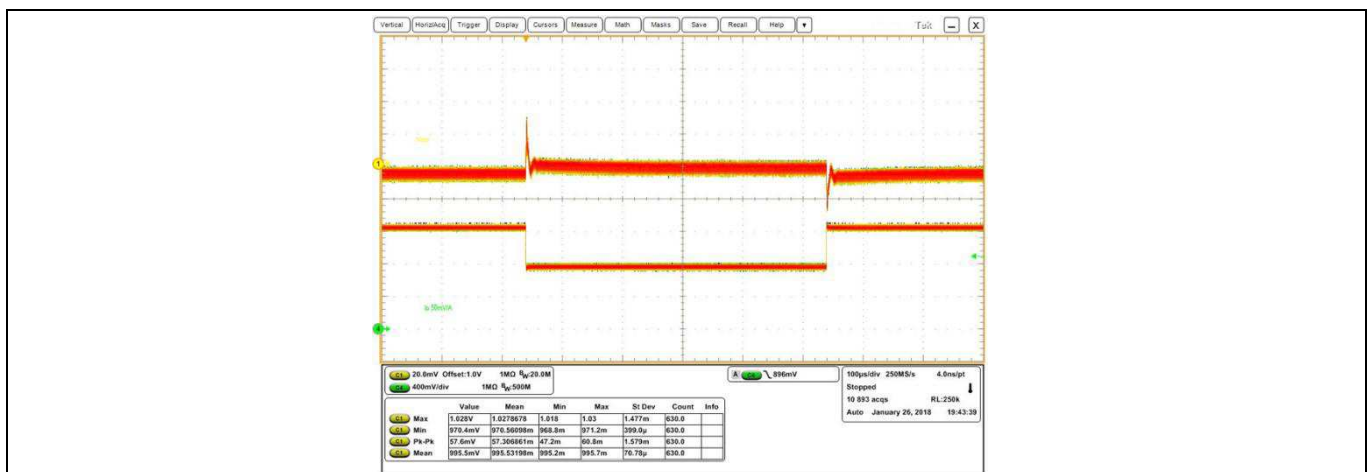 Vertical Horiz/Acq Trigger Display Cursors Measure Math Masks Save Recall Help Tek X
1
Io 50mV/A
4
C1 20.0mV Offset:1.0V 1MΩ BW:20.0M
C4 400mV/div 1MΩ BW:500M
A C4 896mV
100µs/div 250MS/s 4.0ns/pt
Stopped
10 893 acqs RL:250k
Auto January 26, 2018 19:43:39
Value Mean Min Max St Dev Count Info
C1 Max 1.028V 1.0278678 1.018 1.03 1.477m 630.0
C1 Min 970.4mV 970.56098m 968.8m 971.2m 399.0µ 630.0
C1 Pk-Pk 57.6mV 57.306861m 47.2m 60.8m 1.579m 630.0
C1 Mean 995.5mV 995.53198m 995.2m 995.7m 70.78µ 630.0